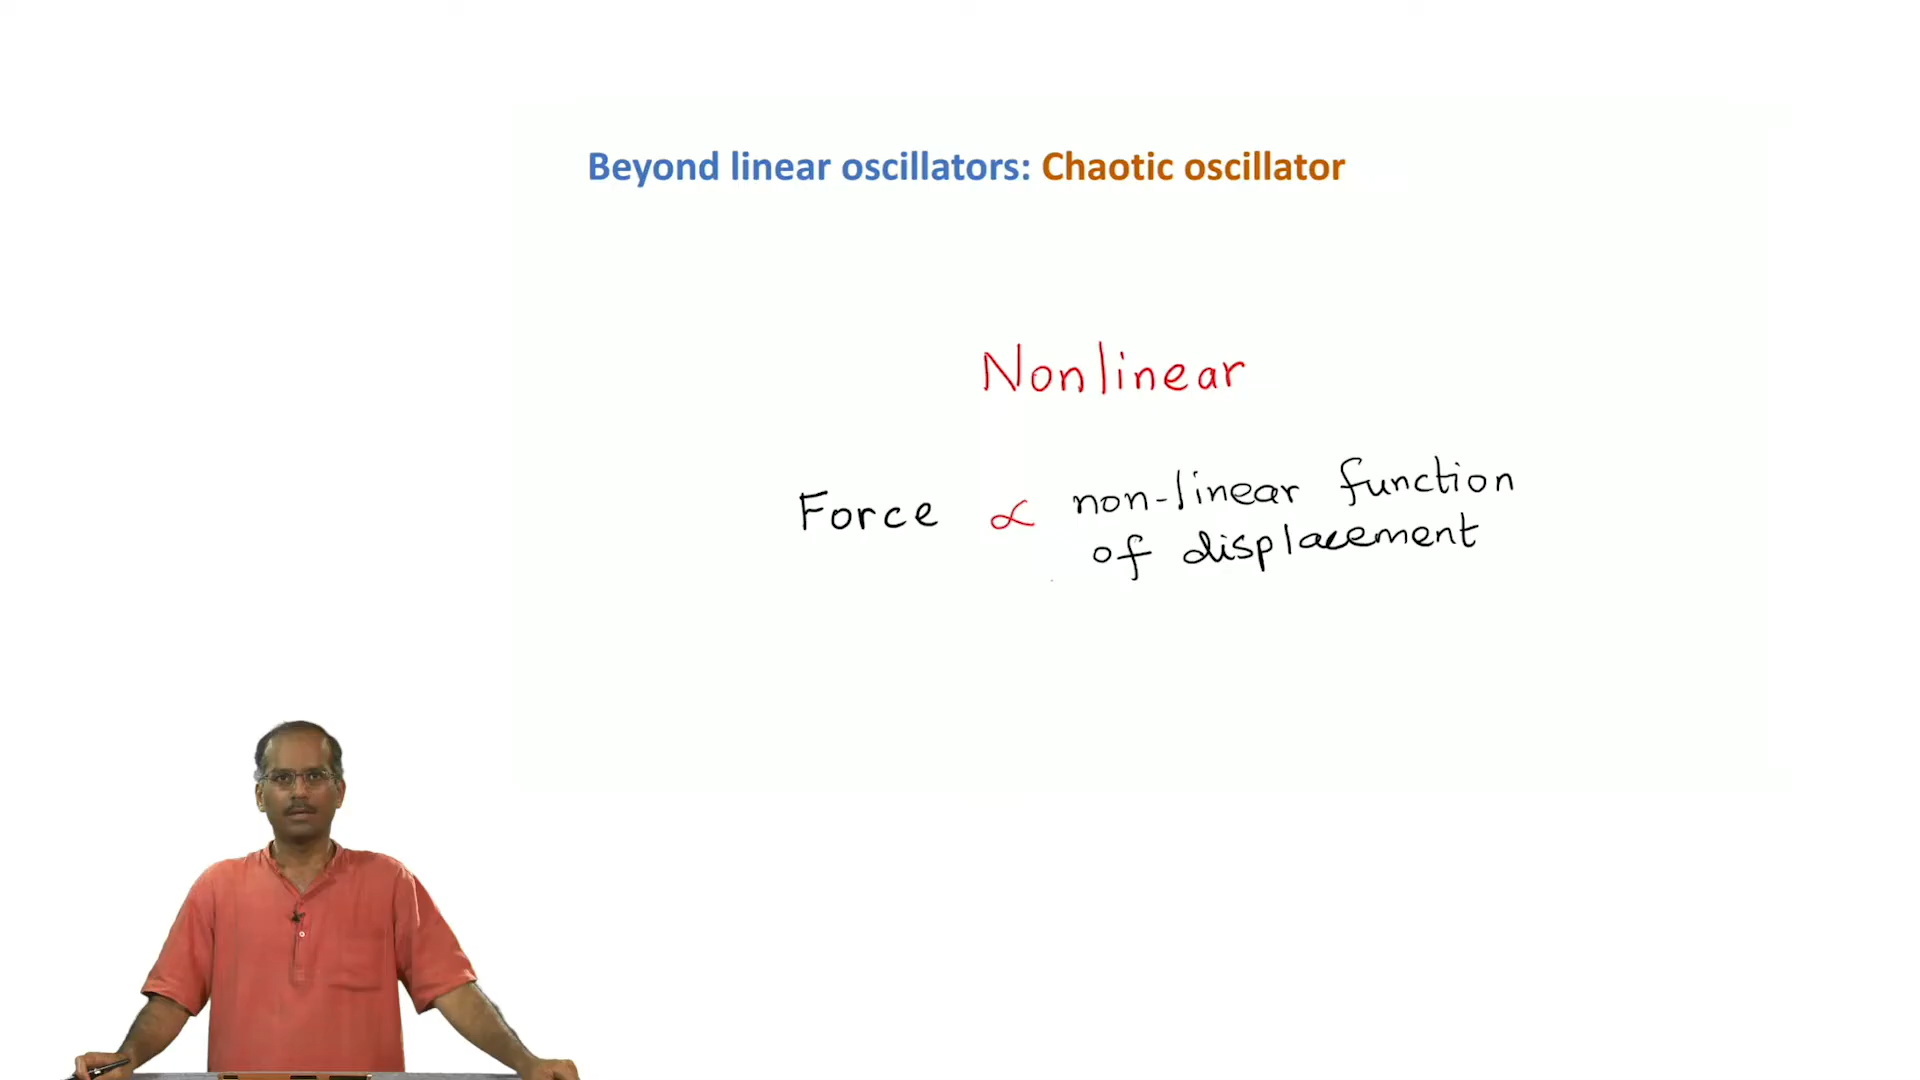 Beyond linear oscillators: Chaotic oscillator
Nonlinear
Force ∝ non-linear function
of displacement